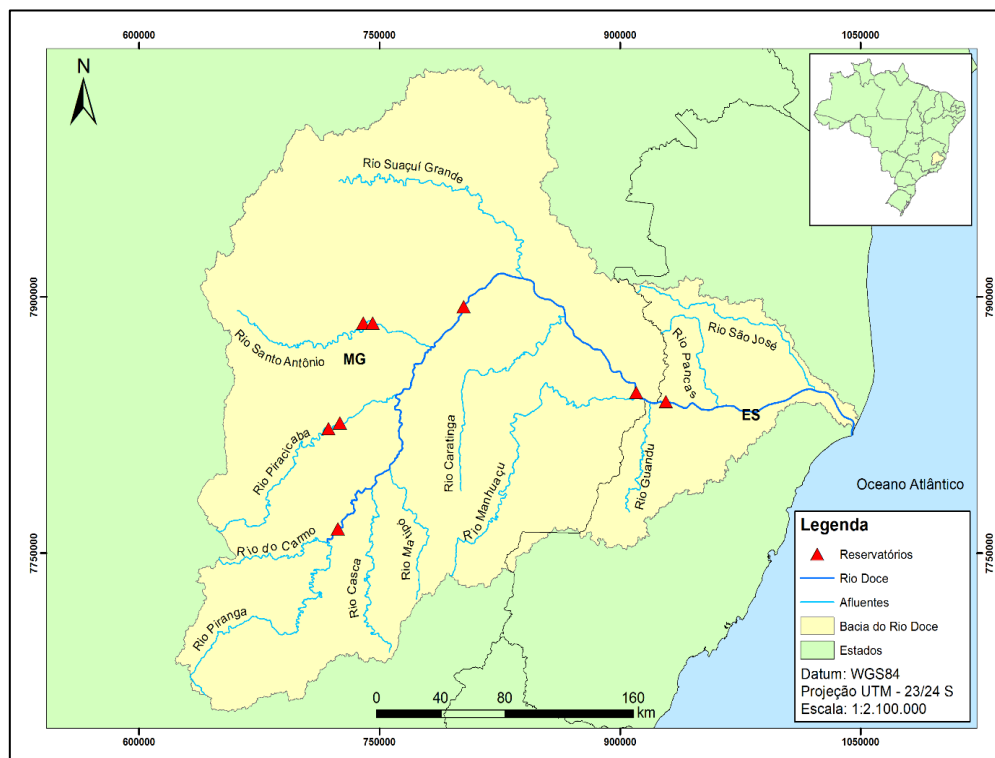 600000
750000
900000
1050000
N
Rio Suaçuí Grande
7900000
7900000
Rio Santo Antônio
MG
Rio São José
Rio Pancas
ES
Rio Piracicaba
Rio Caratinga
Rio Manhuaçu
Rio Guandu
Oceano Atlântico
Rio do Carmo
Rio Casca
Rio Matipo
Rio Piranga
7750000
7750000
Legenda
Reservatórios
Rio Doce
Afluentes
Bacia do Rio Doce
Estados
Datum: WGS84
Projeção UTM - 23/24 S
Escala: 1:2.100.000
0 40 80 160
km
600000
750000
900000
1050000